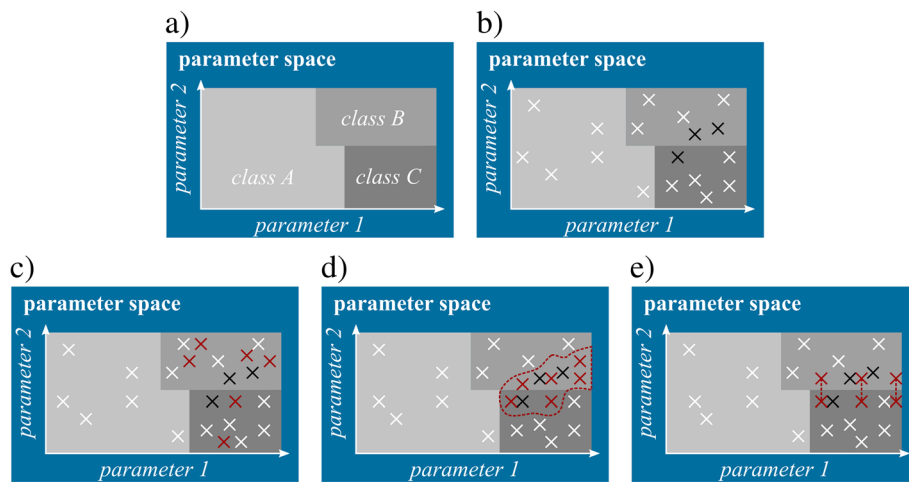 a)
parameter space
parameter 2
class B
class A
class C
parameter 1
b)
parameter space
parameter 2
parameter 1
c)
parameter space
parameter 2
parameter 1
d)
parameter space
parameter 2
parameter 1
e)
parameter space
parameter 2
parameter 1